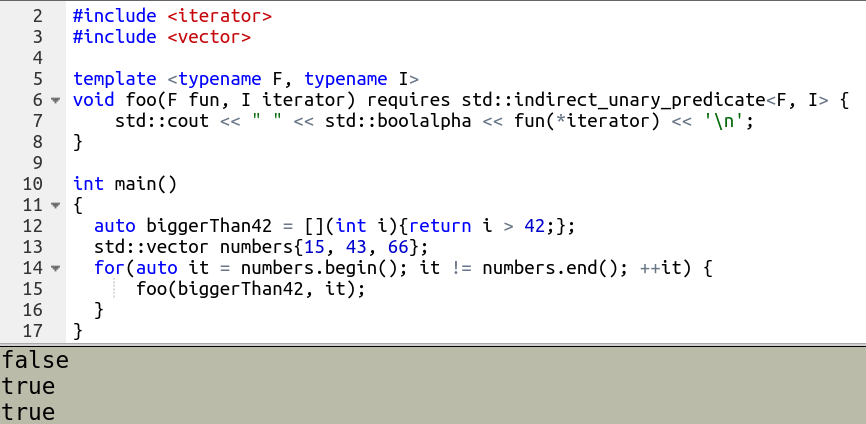 2 #include <iterator>
3 #include <vector>
4
5 template <typename F, typename I>
6 void foo(F fun, I iterator) requires std::indirect_unary_predicate<F, I> {
7     std::cout << " " << std::boolalpha << fun(*iterator) << '\n';
8 }
9
10 int main()
11 {
12   auto biggerThan42 = [](int i){return i > 42;};
13   std::vector numbers{15, 43, 66};
14   for(auto it = numbers.begin(); it != numbers.end(); ++it) {
15       foo(biggerThan42, it);
16   }
17 }
false
true
true